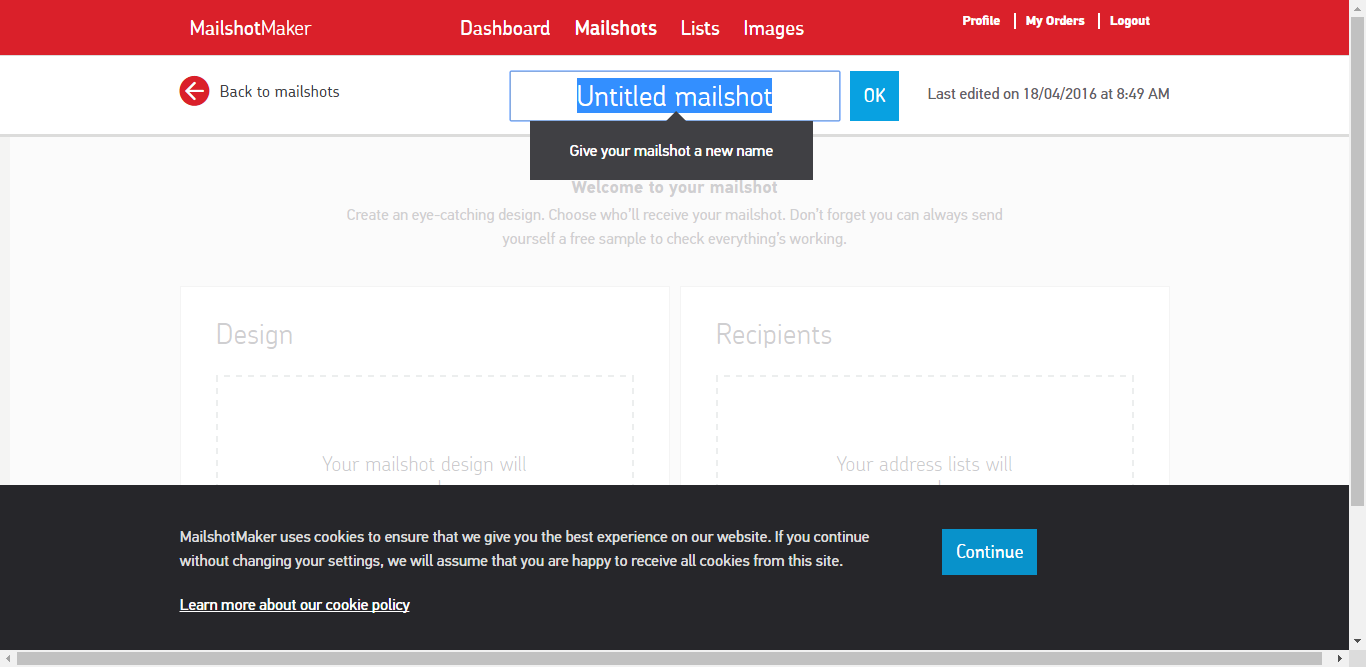 MailshotMaker Dashboard Mailshots Lists Images Profile My Orders Logout
Back to mailshots Untitled mailshot OK Last edited on 18/04/2016 at 8:49 AM
Give your mailshot a new name
Welcome to your mailshot
Create an eye-catching design. Choose who'll receive your mailshot. Don't forget you can always send
yourself a free sample to check everything's working.
Design Recipients
Your mailshot design will Your address lists will
MailshotMaker uses cookies to ensure that we give you the best experience on our website. If you continue
without changing your settings, we will assume that you are happy to receive all cookies from this site.
Continue
Learn more about our cookie policy